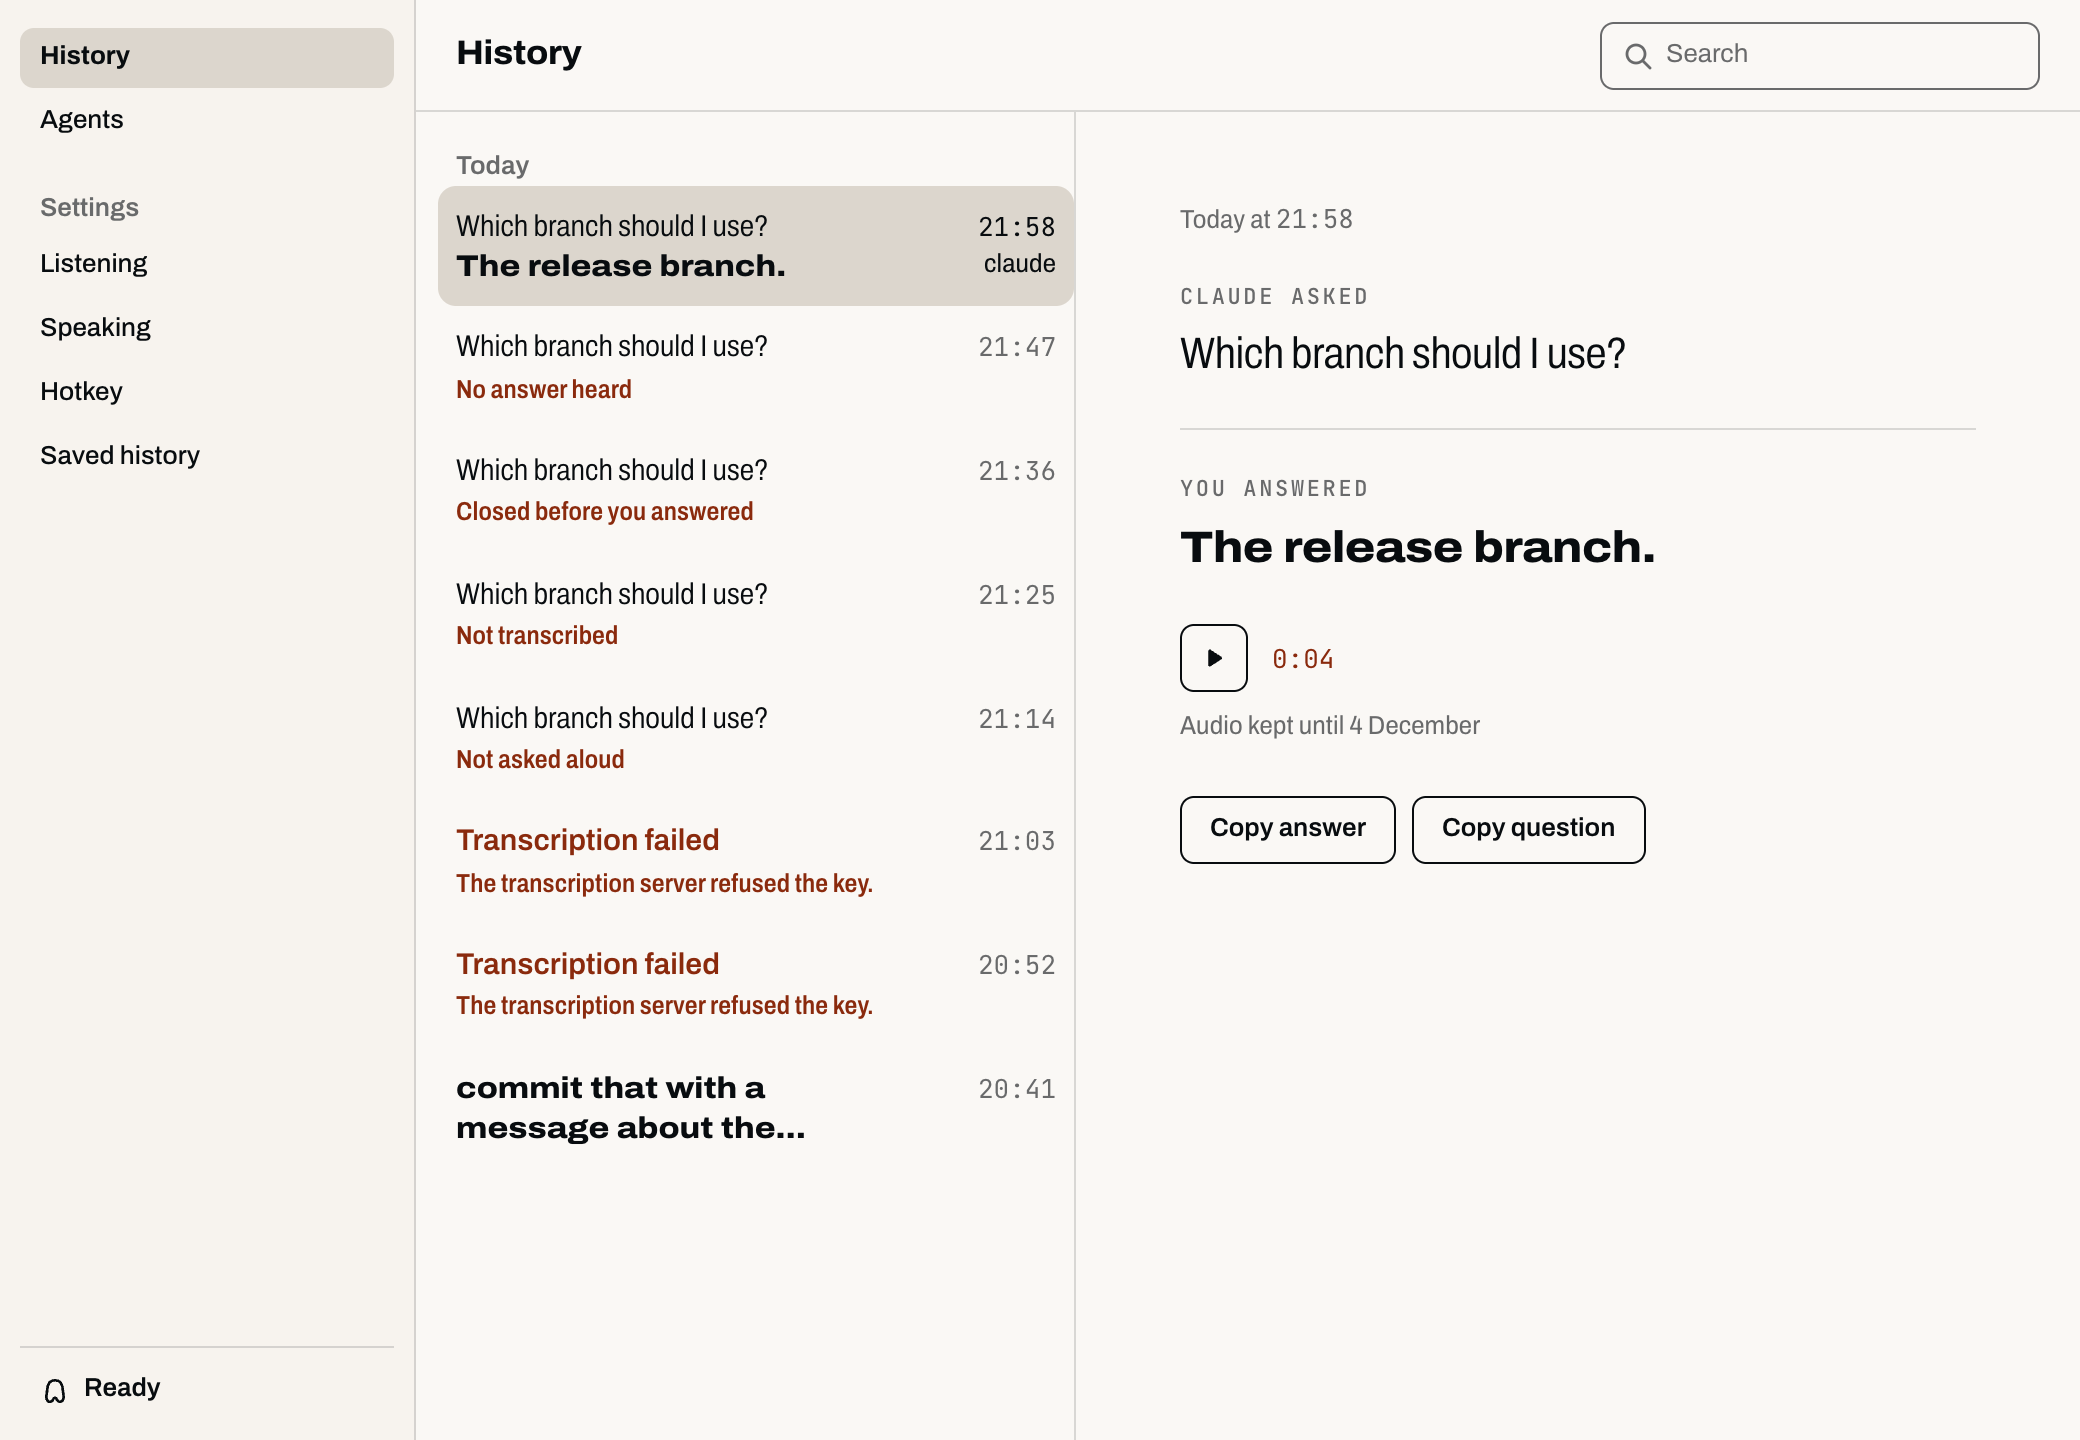 History
Agents
Settings
Listening
Speaking
Hotkey
Saved history
Ready
History
Search
Today
Which branch should I use? 21:58
The release branch. claude
Which branch should I use? 21:47
No answer heard
Which branch should I use? 21:36
Closed before you answered
Which branch should I use? 21:25
Not transcribed
Which branch should I use? 21:14
Not asked aloud
Transcription failed 21:03
The transcription server refused the key.
Transcription failed 20:52
The transcription server refused the key.
commit that with a 20:41
message about the...
Today at 21:58
CLAUDE ASKED
Which branch should I use?
YOU ANSWERED
The release branch.
0:04
Audio kept until 4 December
Copy answer Copy question